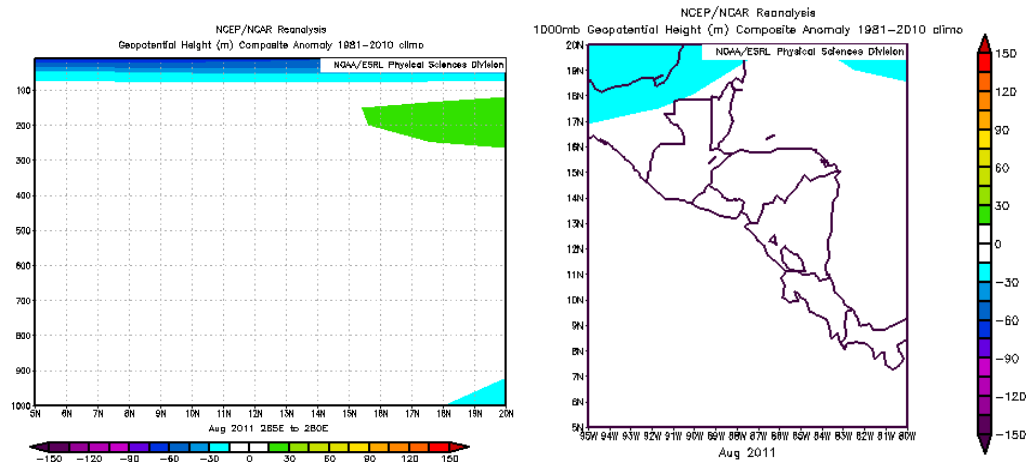 NCEP/NCAR Reanalysis
Geopotential Height (m) Composite Anomaly 1981-2010 climo
NOAA/ESRL Physical Sciences Division
100
200
300
400
500
600
700
800
900
1000
5N 6N 7N 8N 9N 10N 11N 12N 13N 14N 15N 16N 17N 18N 19N 20N
Aug 2011 265E to 280E
-150 -120 -90 -60 -30 0 30 60 90 120 150
NCEP/NCAR Reanalysis
1000mb Geopotential Height (m) Composite Anomaly 1981-2010 climo
NOAA/ESRL Physical Sciences Division
20N
19N
18N
17N
16N
15N
14N
13N
12N
11N
10N
9N
8N
7N
6N
5N
95W 94W 93W 92W 91W 90W 89W 88W 87W 86W 85W 84W 83W 82W 81W 80W
Aug 2011
150
120
90
60
30
0
-30
-60
-90
-120
-150